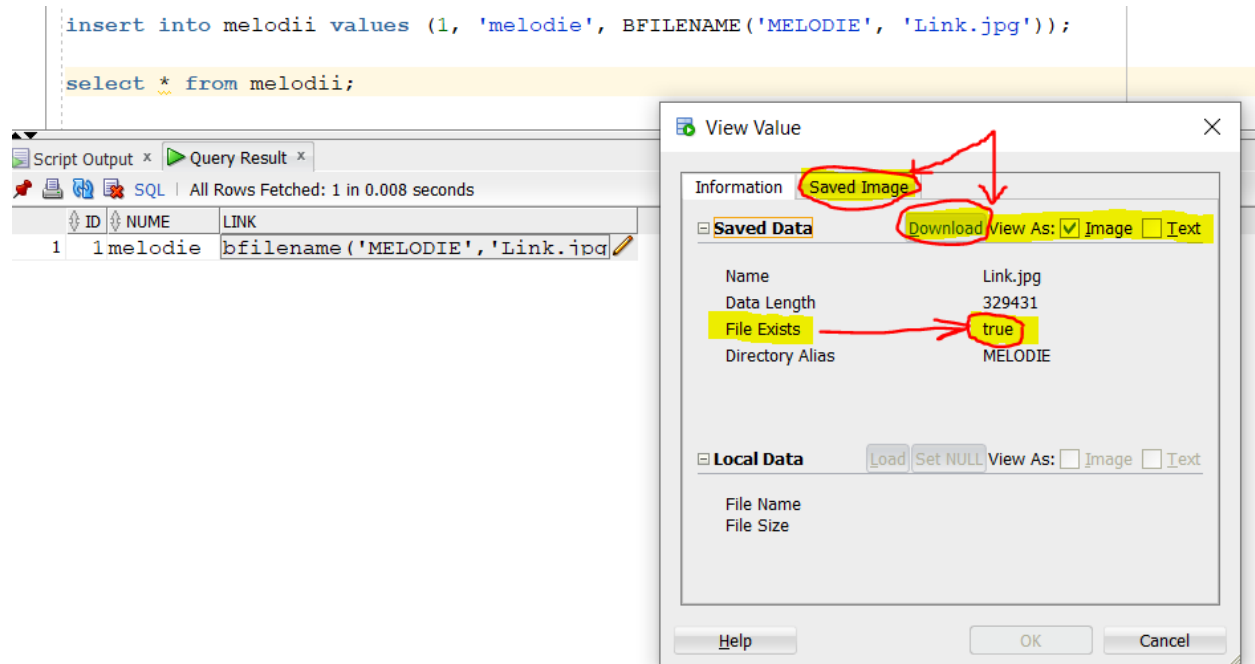 insert into melodii values (1, 'melodie', BFILENAME('MELODIE', 'Link.jpg'));
select * from melodii;
Script Output x Query Result x
SQL | All Rows Fetched: 1 in 0.008 seconds
ID NUME LINK
1 1 melodie bfilename('MELODIE','Link.jpg
View Value
Information Saved Image
Saved Data Download View As: Image Text
Name Link.jpg
Data Length 329431
File Exists true
Directory Alias MELODIE
Local Data Load Set NULL View As: Image Text
File Name
File Size
Help OK Cancel